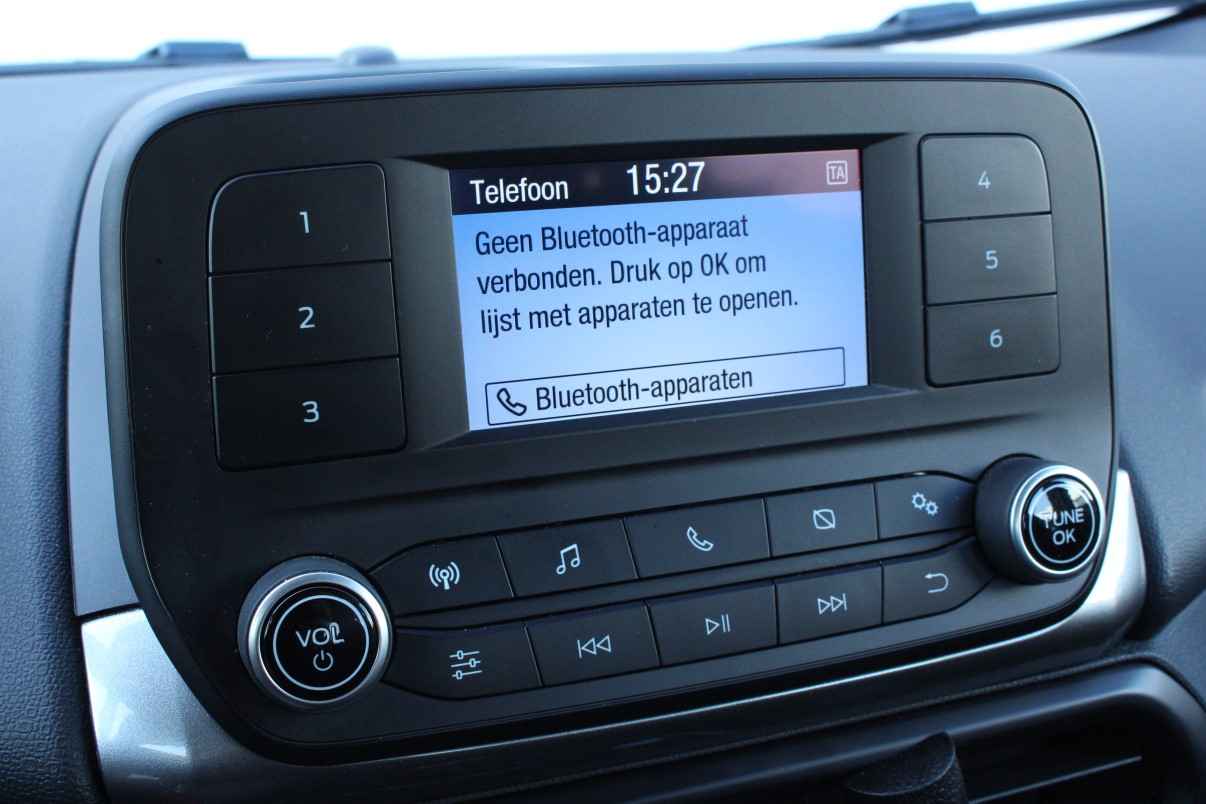 Telefoon 15:27 TA
Geen Bluetooth-apparaat
verbonden. Druk op OK om
lijst met apparaten te openen.
Bluetooth-apparaten
1
2
3
4
5
6
VOL
TUNE
OK